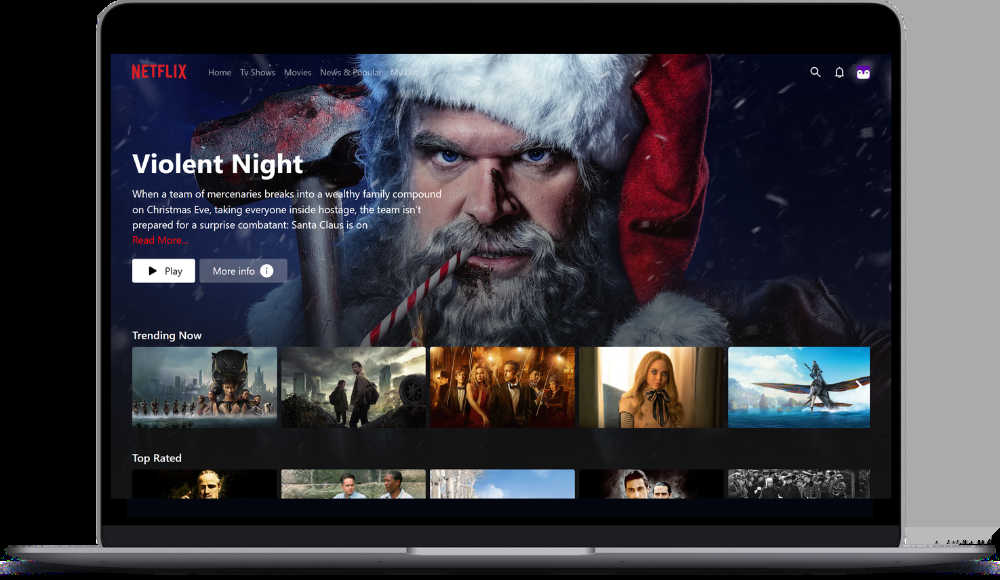 NETFLIX
Home Tv Shows Movies News & Popular My List
Violent Night
When a team of mercenaries breaks into a wealthy family compound
on Christmas Eve, taking everyone inside hostage, the team isn't
prepared for a surprise combatant: Santa Claus is on
Read More...
Play More info i
Trending Now
Top Rated